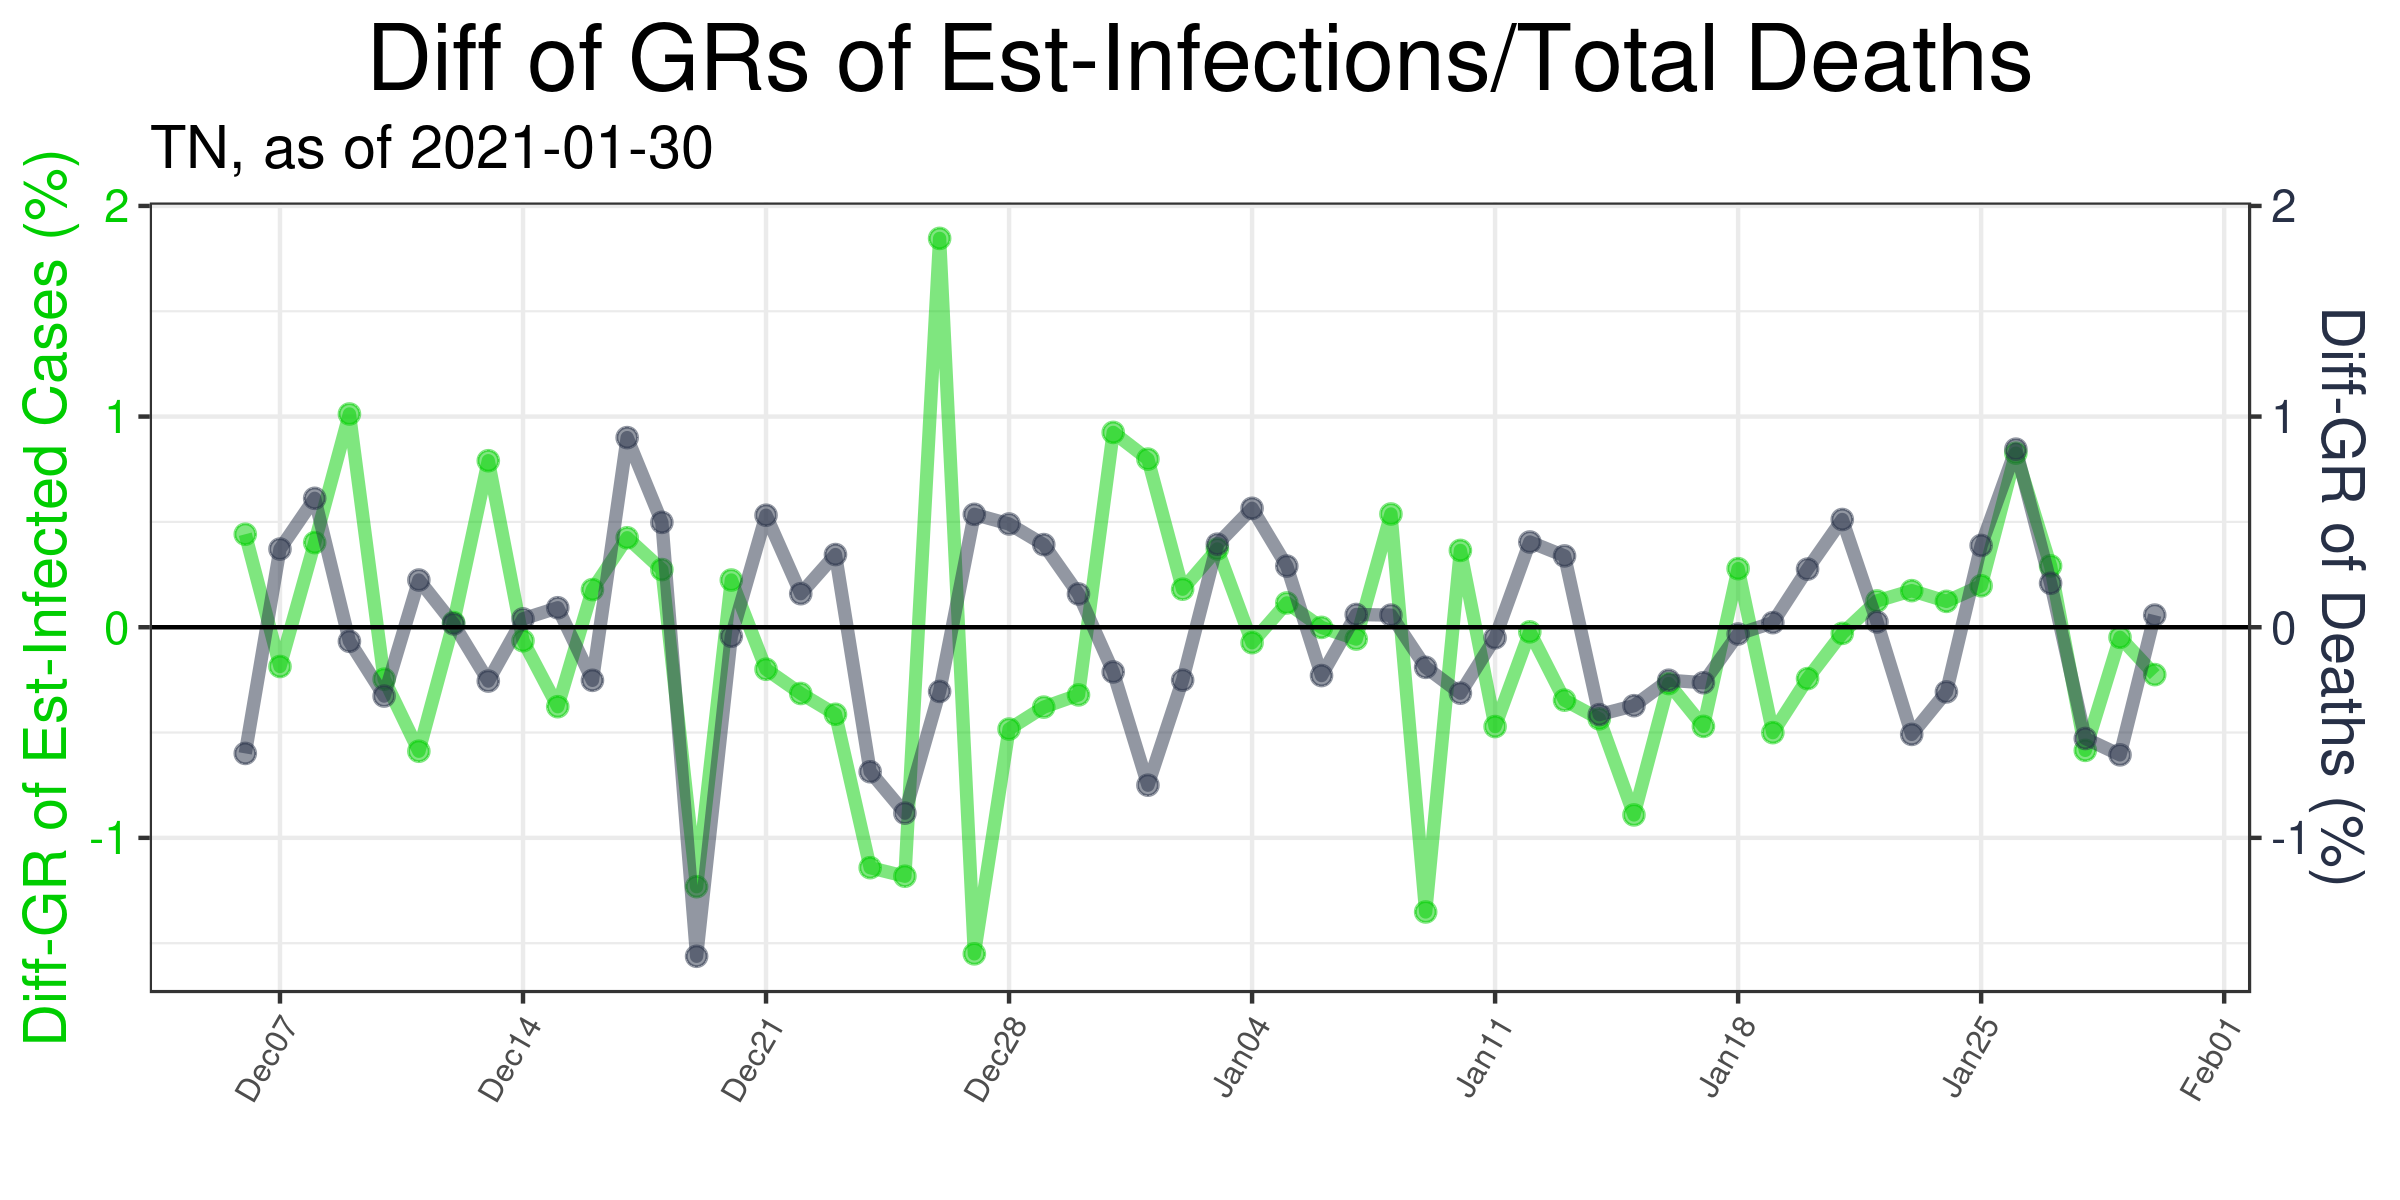 Diff of GRs of Est-Infections/Total Deaths
TN, as of 2021-01-30
Diff-GR of Est-Infected Cases (%)
2
1
0
-1
2
1
0
-1
Diff-GR of Deaths (%)
Dec07
Dec14
Dec21
Dec28
Jan04
Jan11
Jan18
Jan25
Feb01